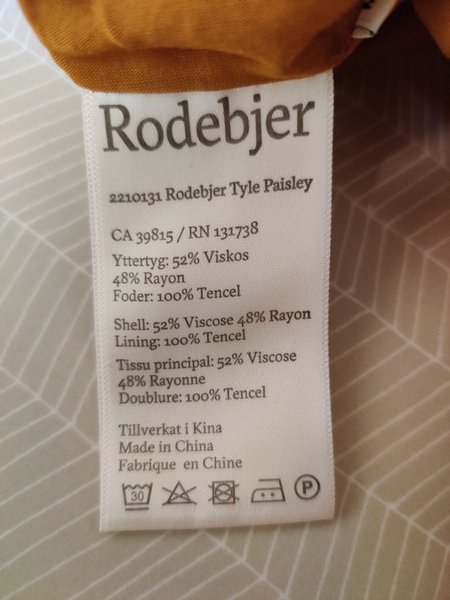 Rodebjer
2210131 Rodebjer Tyle Paisley
CA 39815 / RN 131738
Yttertyg: 52% Viskos
48% Rayon
Foder: 100% Tencel
Shell: 52% Viscose 48% Rayon
Lining: 100% Tencel
Tissu principal: 52% Viscose
48% Rayonne
Doublure: 100% Tencel
Tillverkat i Kina
Made in China
Fabrique en Chine
30 P